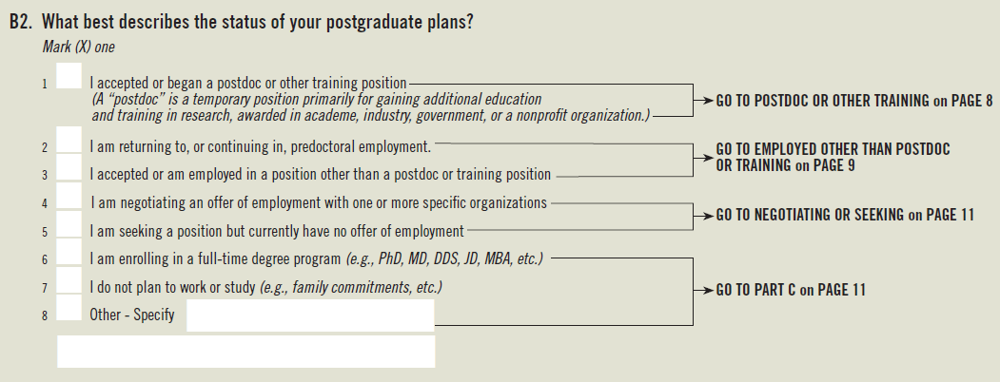 B2. What best describes the status of your postgraduate plans?
Mark (X) one
1 I accepted or began a postdoc or other training position
(A “postdoc” is a temporary position primarily for gaining additional education
and training in research, awarded in academe, industry, government, or a nonprofit organization.)
GO TO POSTDOC OR OTHER TRAINING on PAGE 8
2 I am returning to, or continuing in, predoctoral employment.
3 I accepted or am employed in a position other than a postdoc or training position
GO TO EMPLOYED OTHER THAN POSTDOC
OR TRAINING on PAGE 9
4 I am negotiating an offer of employment with one or more specific organizations
5 I am seeking a position but currently have no offer of employment
GO TO NEGOTIATING OR SEEKING on PAGE 11
6 I am enrolling in a full-time degree program (e.g., PhD, MD, DDS, JD, MBA, etc.)
7 I do not plan to work or study (e.g., family commitments, etc.)
8 Other - Specify
GO TO PART C on PAGE 11